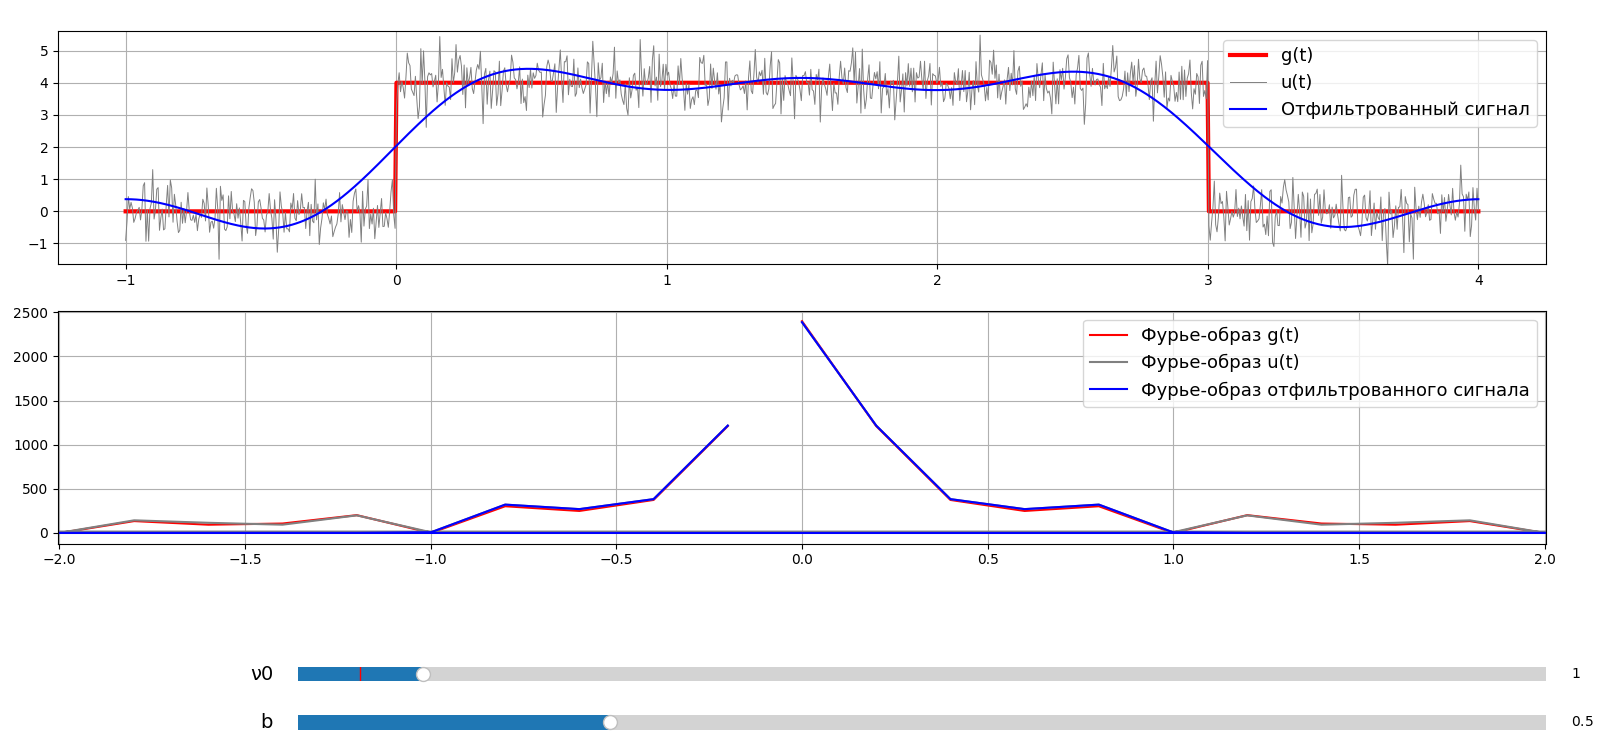 5
4
3
2
1
0
−1
−1 0 1 2 3 4
g(t)
u(t)
Отфильтрованный сигнал
2500
2000
1500
1000
500
0
−2.0 −1.5 −1.0 −0.5 0.0 0.5 1.0 1.5 2.0
Фурье-образ g(t)
Фурье-образ u(t)
Фурье-образ отфильтрованного сигнала
ν0 1
b 0.5